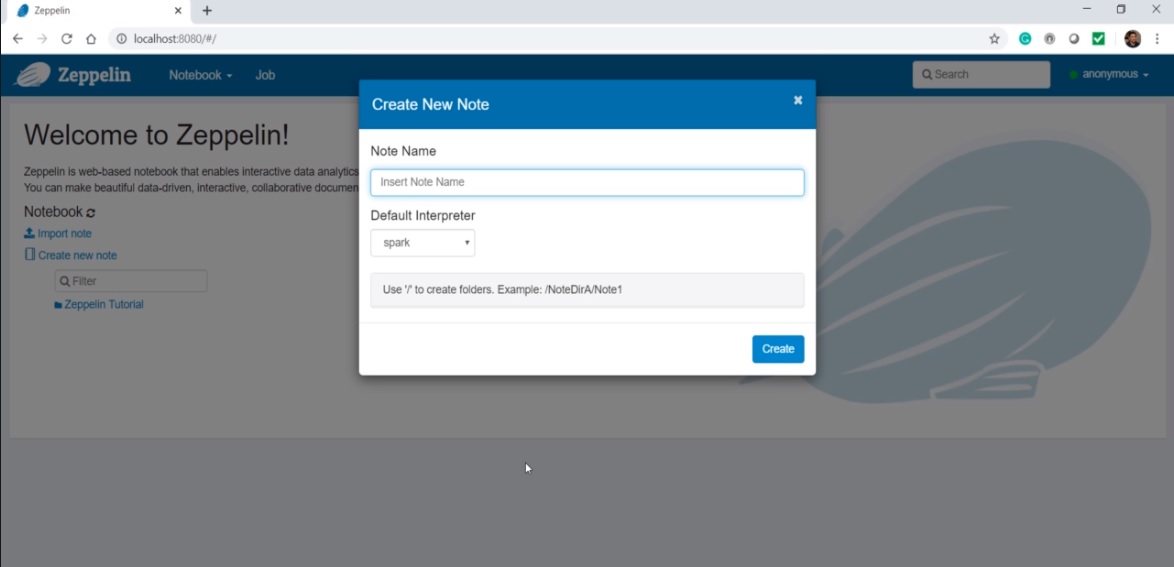 Zeppelin
localhost:8080/#/
Zeppelin Notebook Job Search anonymous
Create New Note
Welcome to Zeppelin!
Note Name
Zeppelin is web-based notebook that enables interactive data analytics
Insert Note Name
You can make beautiful data-driven, interactive, collaborative documen
Notebook
Default Interpreter
Import note
spark
Create new note
Filter
Use '/' to create folders. Example: /NoteDirA/Note1
Zeppelin Tutorial
Create